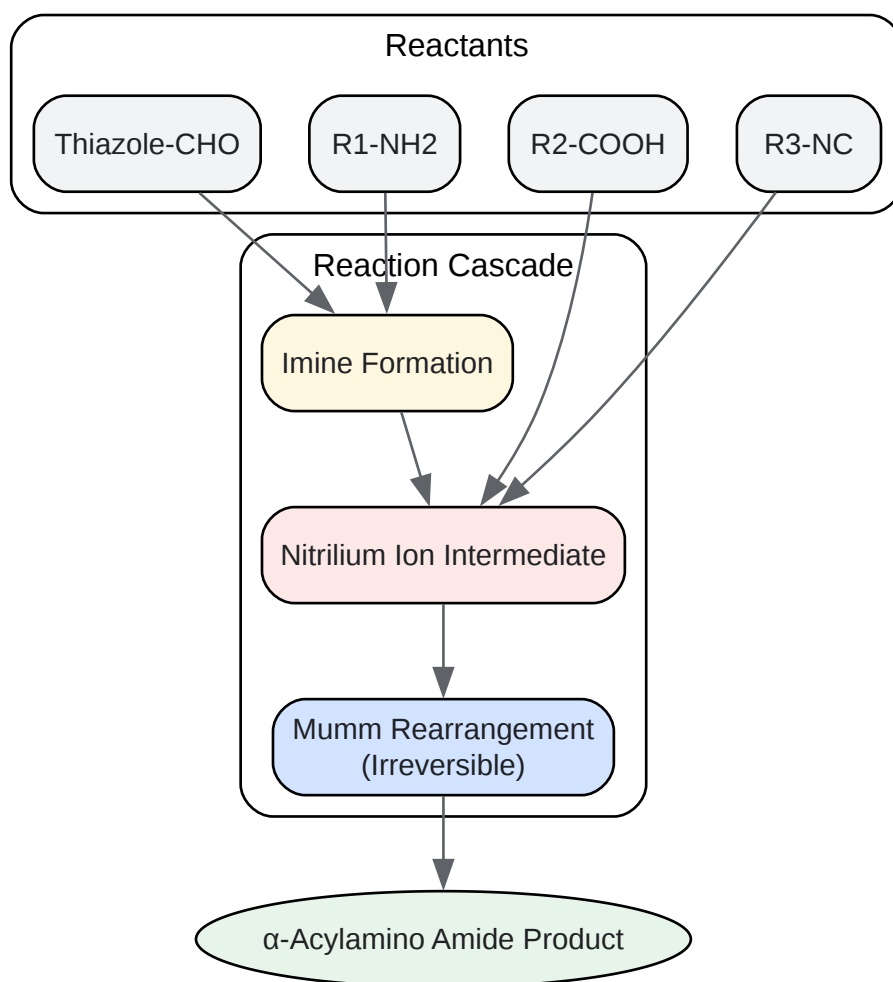 Reactants
Thiazole-CHO
R1-NH2
R2-COOH
R3-NC
Reaction Cascade
Imine Formation
Nitrilium Ion Intermediate
Mumm Rearrangement
(Irreversible)
α-Acylamino Amide Product